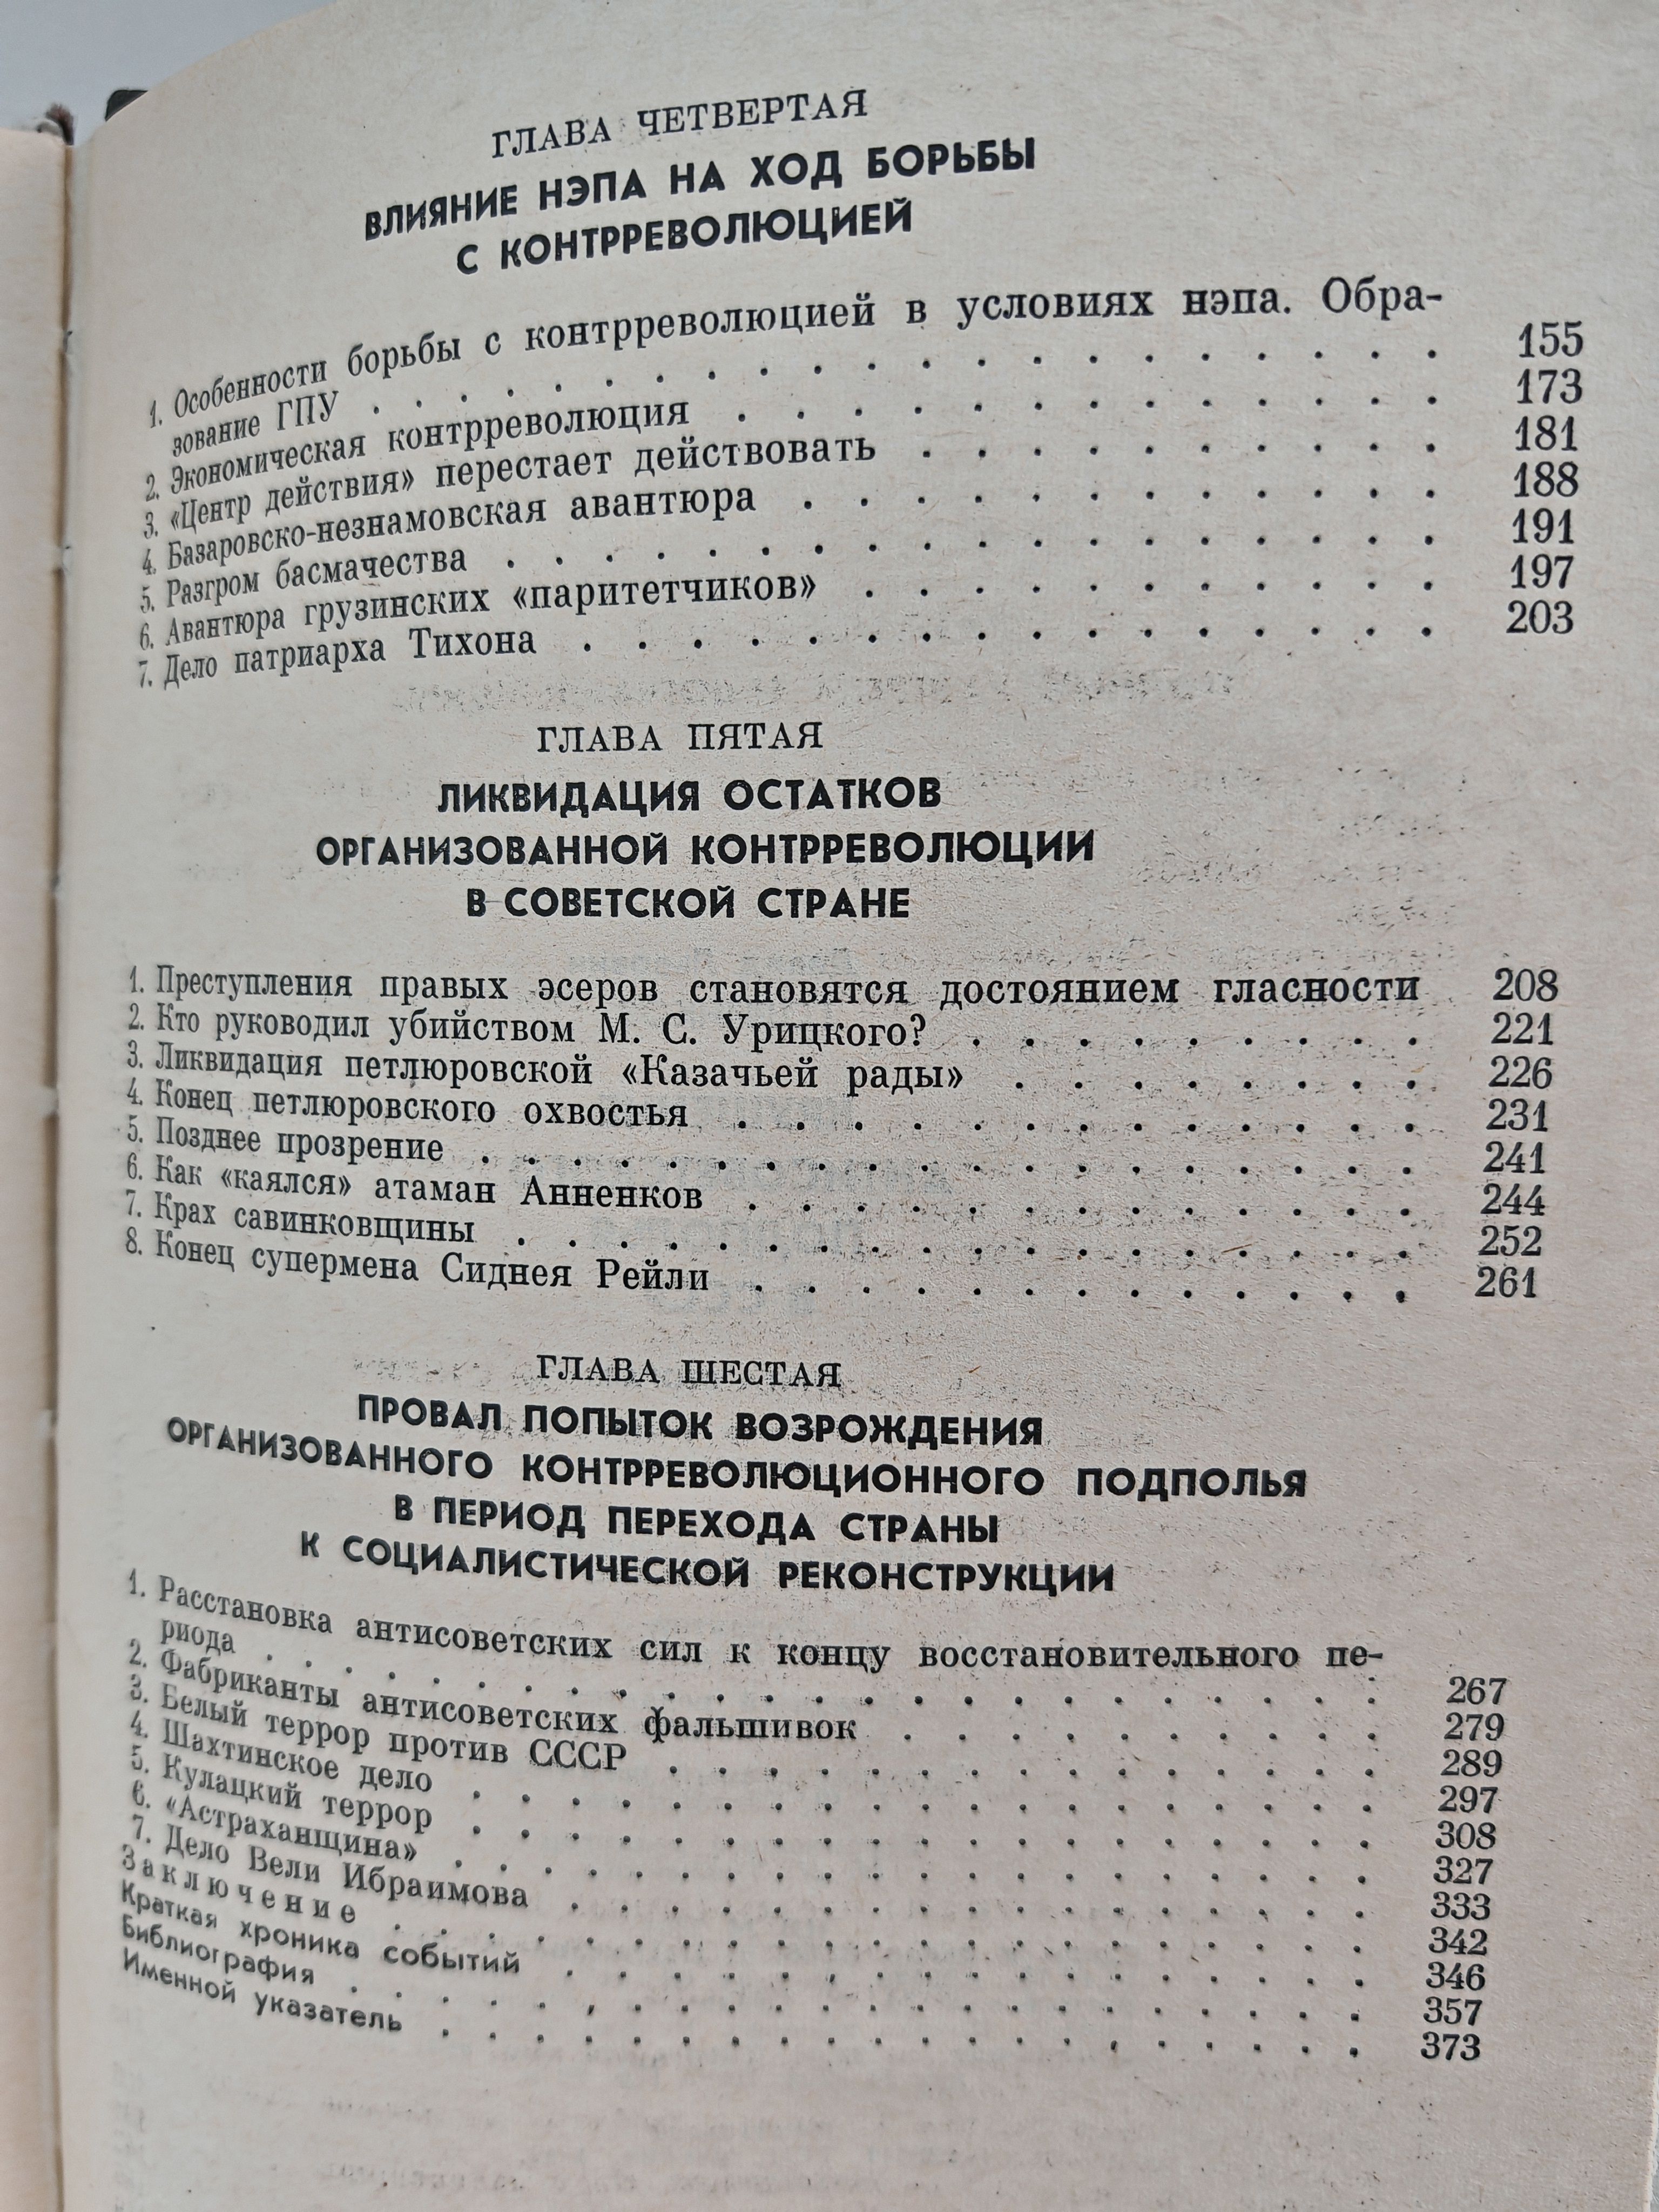 ГЛАВА ЧЕТВЕРТАЯ
ВЛИЯНИЕ НЭПА НА ХОД БОРЬБЫ
С КОНТРРЕВОЛЮЦИЕЙ
1. Особенности борьбы с контрреволюцией в условиях нэпа. Обра-
зование ГПУ . . . . . . . . . . . . . . . . . . . . 155
2. Экономическая контрреволюция . . . . . . . . . . . . . 173
3. «Центр действия» перестает действовать . . . . . . . . . . 181
4. Базаровско-незнамовская авантюра . . . . . . . . . . . . 188
5. Разгром басмачества . . . . . . . . . . . . . . . . . 191
6. Авантюра грузинских «паритетчиков» . . . . . . . . . . . 197
7. Дело патриарха Тихона . . . . . . . . . . . . . . . . 203
ГЛАВА ПЯТАЯ
ЛИКВИДАЦИЯ ОСТАТКОВ
ОРГАНИЗОВАННОЙ КОНТРРЕВОЛЮЦИИ
В СОВЕТСКОЙ СТРАНЕ
1. Преступления правых эсеров становятся достоянием гласности 208
2. Кто руководил убийством М. С. Урицкого? . . . . . . . . . 221
3. Ликвидация петлюровской «Казачьей рады» . . . . . . . . 226
4. Конец петлюровского охвостья . . . . . . . . . . . . . 231
5. Позднее прозрение . . . . . . . . . . . . . . . . . . 241
6. Как «каялся» атаман Анненков . . . . . . . . . . . . . 244
7. Крах савинковщины . . . . . . . . . . . . . . . . . 252
8. Конец супермена Сиднея Рейли . . . . . . . . . . . . . 261
ГЛАВА ШЕСТАЯ
ПРОВАЛ ПОПЫТОК ВОЗРОЖДЕНИЯ
ОРГАНИЗОВАННОГО КОНТРРЕВОЛЮЦИОННОГО ПОДПОЛЬЯ
В ПЕРИОД ПЕРЕХОДА СТРАНЫ
К СОЦИАЛИСТИЧЕСКОЙ РЕКОНСТРУКЦИИ
1. Расстановка антисоветских сил к концу восстановительного пе-
риода . . . . . . . . . . . . . . . . . . . . . . . 267
2. Фабриканты антисоветских фальшивок . . . . . . . . . . 279
3. Белый террор против СССР . . . . . . . . . . . . . . 289
4. Шахтинское дело . . . . . . . . . . . . . . . . . . 297
5. Кулацкий террор . . . . . . . . . . . . . . . . . . 308
6. «Астраханщина» . . . . . . . . . . . . . . . . . . . 327
7. Дело Вели Ибраимова . . . . . . . . . . . . . . . . 333
Заключение . . . . . . . . . . . . . . . . . . . . . 342
Краткая хроника событий . . . . . . . . . . . . . . . . 346
Библиография . . . . . . . . . . . . . . . . . . . . 357
Именной указатель . . . . . . . . . . . . . . . . . . 373